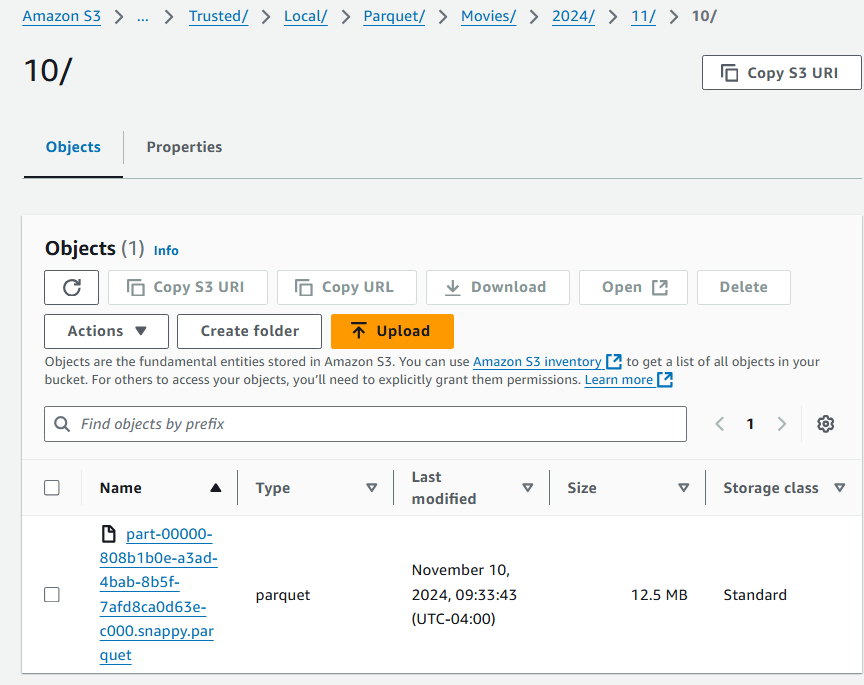 Amazon S3 > ... > Trusted/ > Local/ > Parquet/ > Movies/ > 2024/ > 11/ > 10/
10/
Copy S3 URI
Objects
Properties
Objects (1) Info
Copy S3 URI
Copy URL
Download
Open
Delete
Actions
Create folder
Upload
Objects are the fundamental entities stored in Amazon S3. You can use Amazon S3 inventory to get a list of all objects in your
bucket. For others to access your objects, you'll need to explicitly grant them permissions. Learn more
Find objects by prefix
1
Name
Type
Last
modified
Size
Storage class
part-00000-
808b1b0e-a3ad-
4bab-8b5f-
7afd8ca0d63e-
c000.snappy.par
quet
parquet
November 10,
2024, 09:33:43
(UTC-04:00)
12.5 MB
Standard